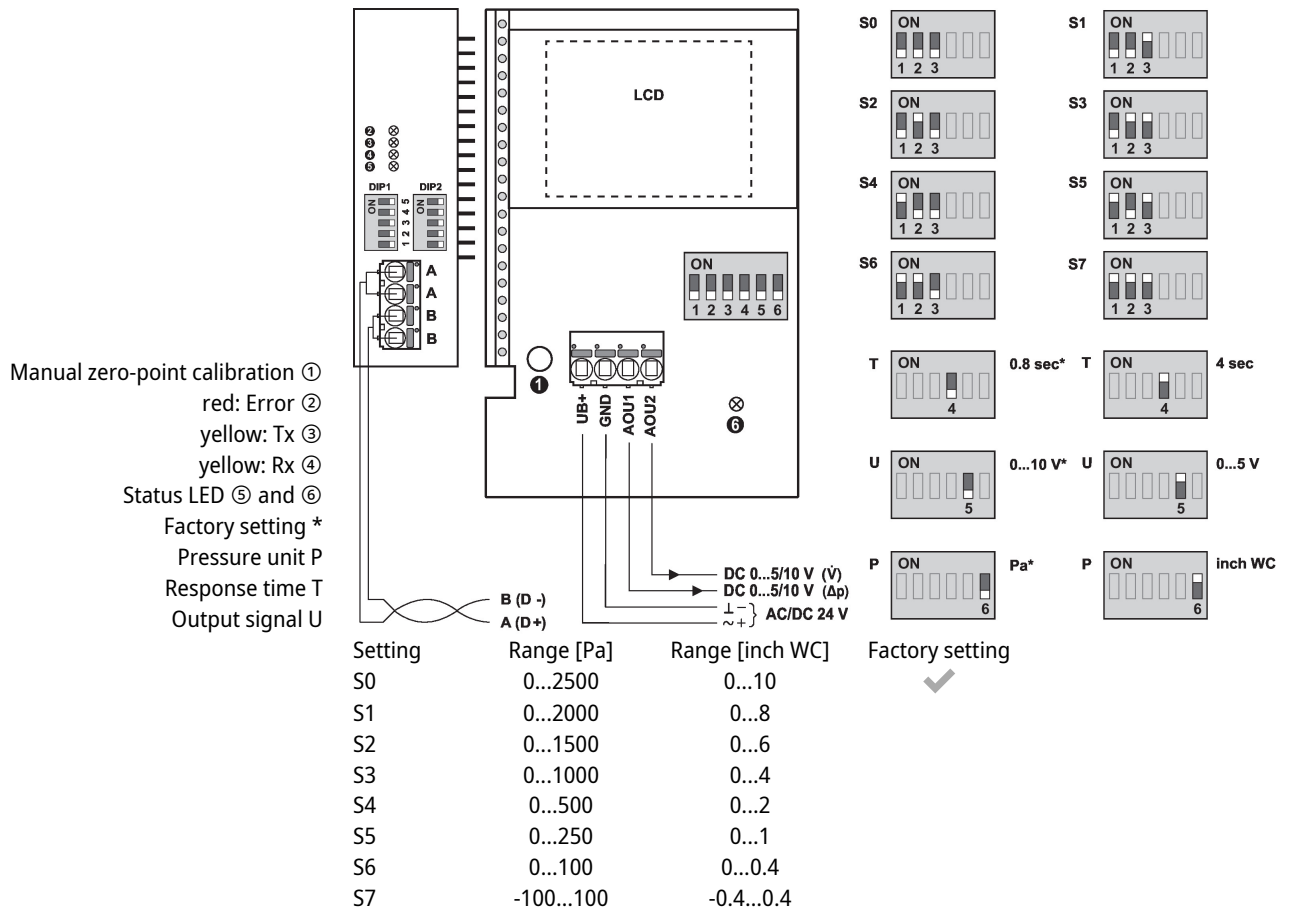 S0 ON
1 2 3
S1 ON
1 2 3
S2 ON
1 2 3
S3 ON
1 2 3
S4 ON
1 2 3
S5 ON
1 2 3
S6 ON
1 2 3
S7 ON
1 2 3
LCD
❷
❸
❹
❺
DIP1 DIP2
ON ON
1 2 3 4 5
A
A
B
B
ON
1 2 3 4 5 6
❶
UB+
GND
AOU1
AOU2
❻
T ON 0.8 sec*
4
T ON 4 sec
4
U ON 0...10 V*
5
U ON 0...5 V
5
P ON Pa*
6
P ON inch WC
6
Manual zero-point calibration ①
red: Error ②
yellow: Tx ③
yellow: Rx ④
Status LED ⑤ and ⑥
Factory setting *
Pressure unit P
Response time T
Output signal U
DC 0...5/10 V (V̇)
DC 0...5/10 V (Δp)
⊥ − } AC/DC 24 V
~ +
B (D -)
A (D+)
Setting Range [Pa] Range [inch WC] Factory setting
S0 0...2500 0...10 ✔
S1 0...2000 0...8
S2 0...1500 0...6
S3 0...1000 0...4
S4 0...500 0...2
S5 0...250 0...1
S6 0...100 0...0.4
S7 -100...100 -0.4...0.4